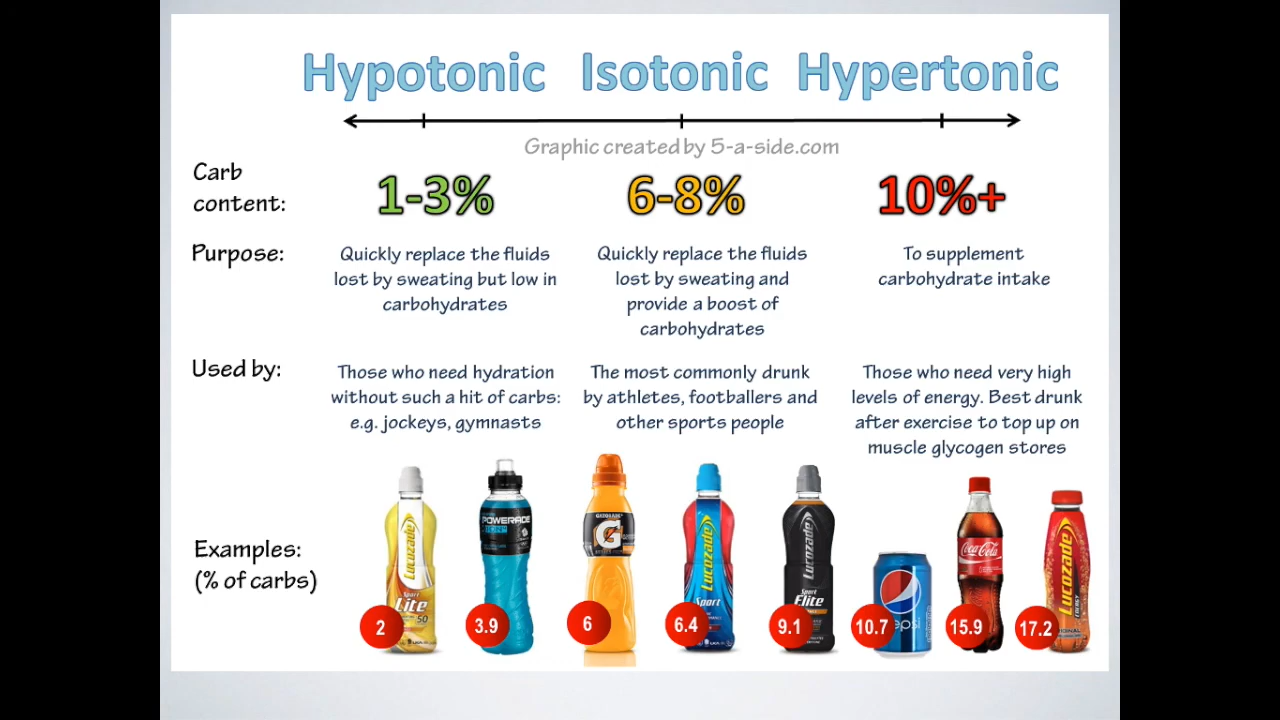 Hypotonic Isotonic Hypertonic
Graphic created by 5-a-side.com
Carb
content:
1-3% 6-8% 10%+
Purpose:
Quickly replace the fluids
lost by sweating but low in
carbohydrates
Quickly replace the fluids
lost by sweating and
provide a boost of
carbohydrates
To supplement
carbohydrate intake
Used by:
Those who need hydration
without such a hit of carbs:
e.g. jockeys, gymnasts
The most commonly drunk
by athletes, footballers and
other sports people
Those who need very high
levels of energy. Best drunk
after exercise to top up on
muscle glycogen stores
Examples:
(% of carbs)
Lucozade
Sport
Lite
50
2
POWERADE
3.9
G
6
Lucozade
Sport
6.4
Lucozade
Sport
Elite
9.1
10.7
Coca-Cola
15.9
Lucozade
ENERGY
17.2